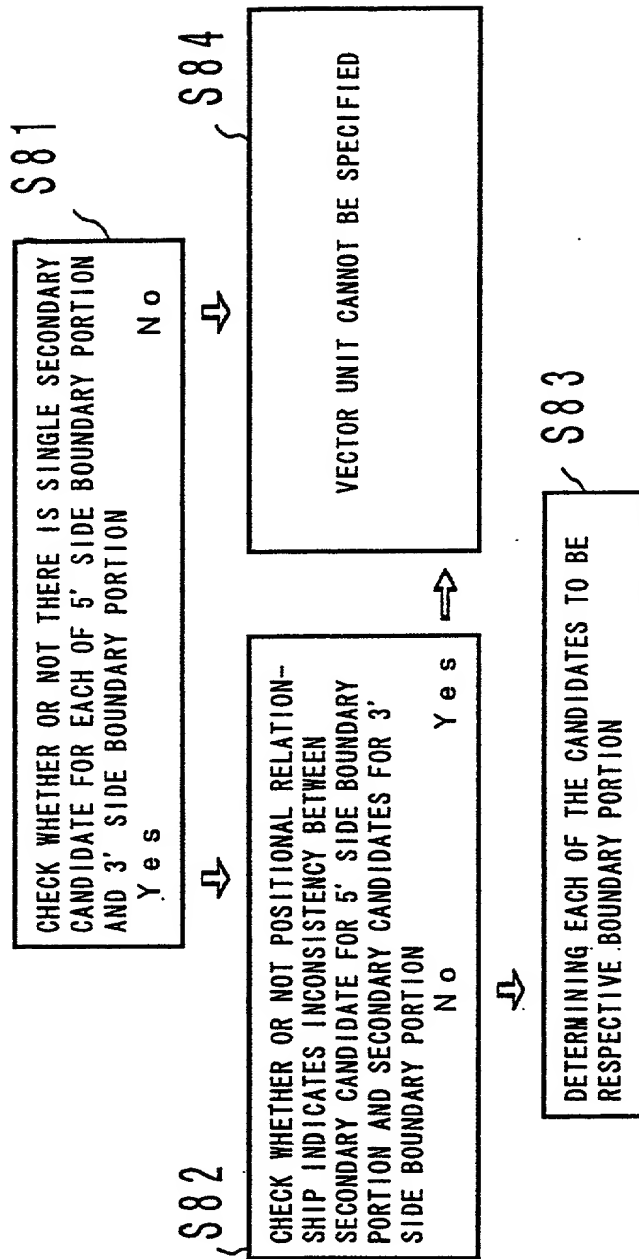 S81
CHECK WHETHER OR NOT THERE IS SINGLE SECONDARY
CANDIDATE FOR EACH OF 5' SIDE BOUNDARY PORTION
AND 3' SIDE BOUNDARY PORTION
Yes No
S82
CHECK WHETHER OR NOT POSITIONAL RELATION-
SHIP INDICATES INCONSISTENCY BETWEEN
SECONDARY CANDIDATE FOR 5' SIDE BOUNDARY
PORTION AND SECONDARY CANDIDATES FOR 3'
SIDE BOUNDARY PORTION
No Yes
S84
VECTOR UNIT CANNOT BE SPECIFIED
S83
DETERMINING EACH OF THE CANDIDATES TO BE
RESPECTIVE BOUNDARY PORTION